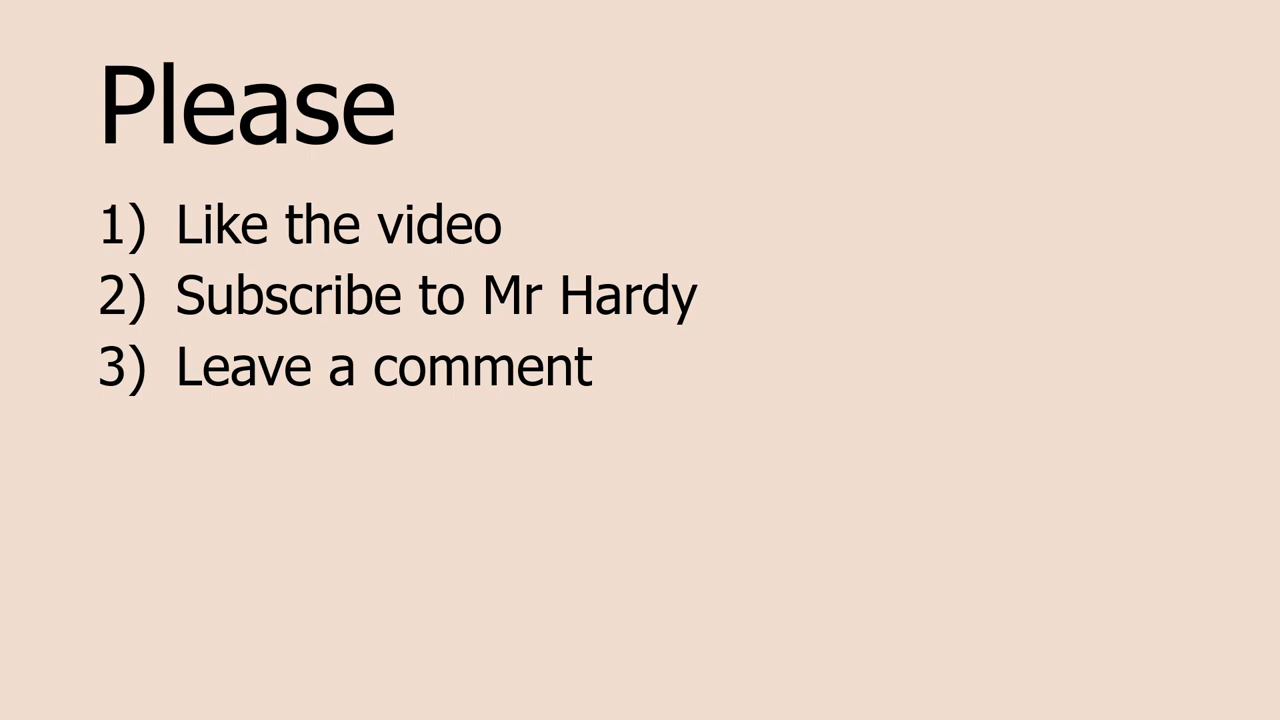 Please
1) Like the video
2) Subscribe to Mr Hardy
3) Leave a comment